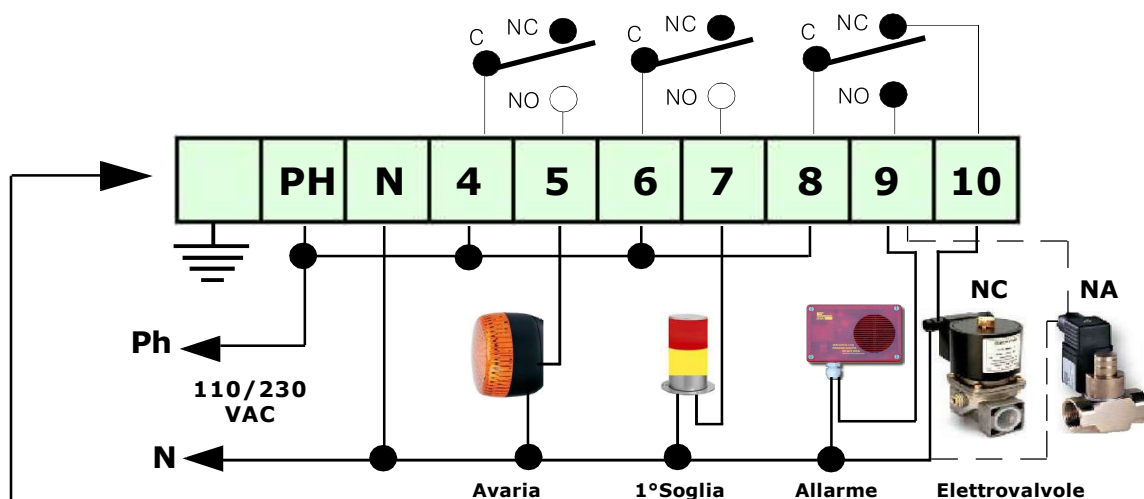 C NC C NC C NC
NO NO NO
PH N 4 5 6 7 8 9 10
NC NA
Ph
110/230
VAC
N
Avaria 1°Soglia Allarme Elettrovalvole